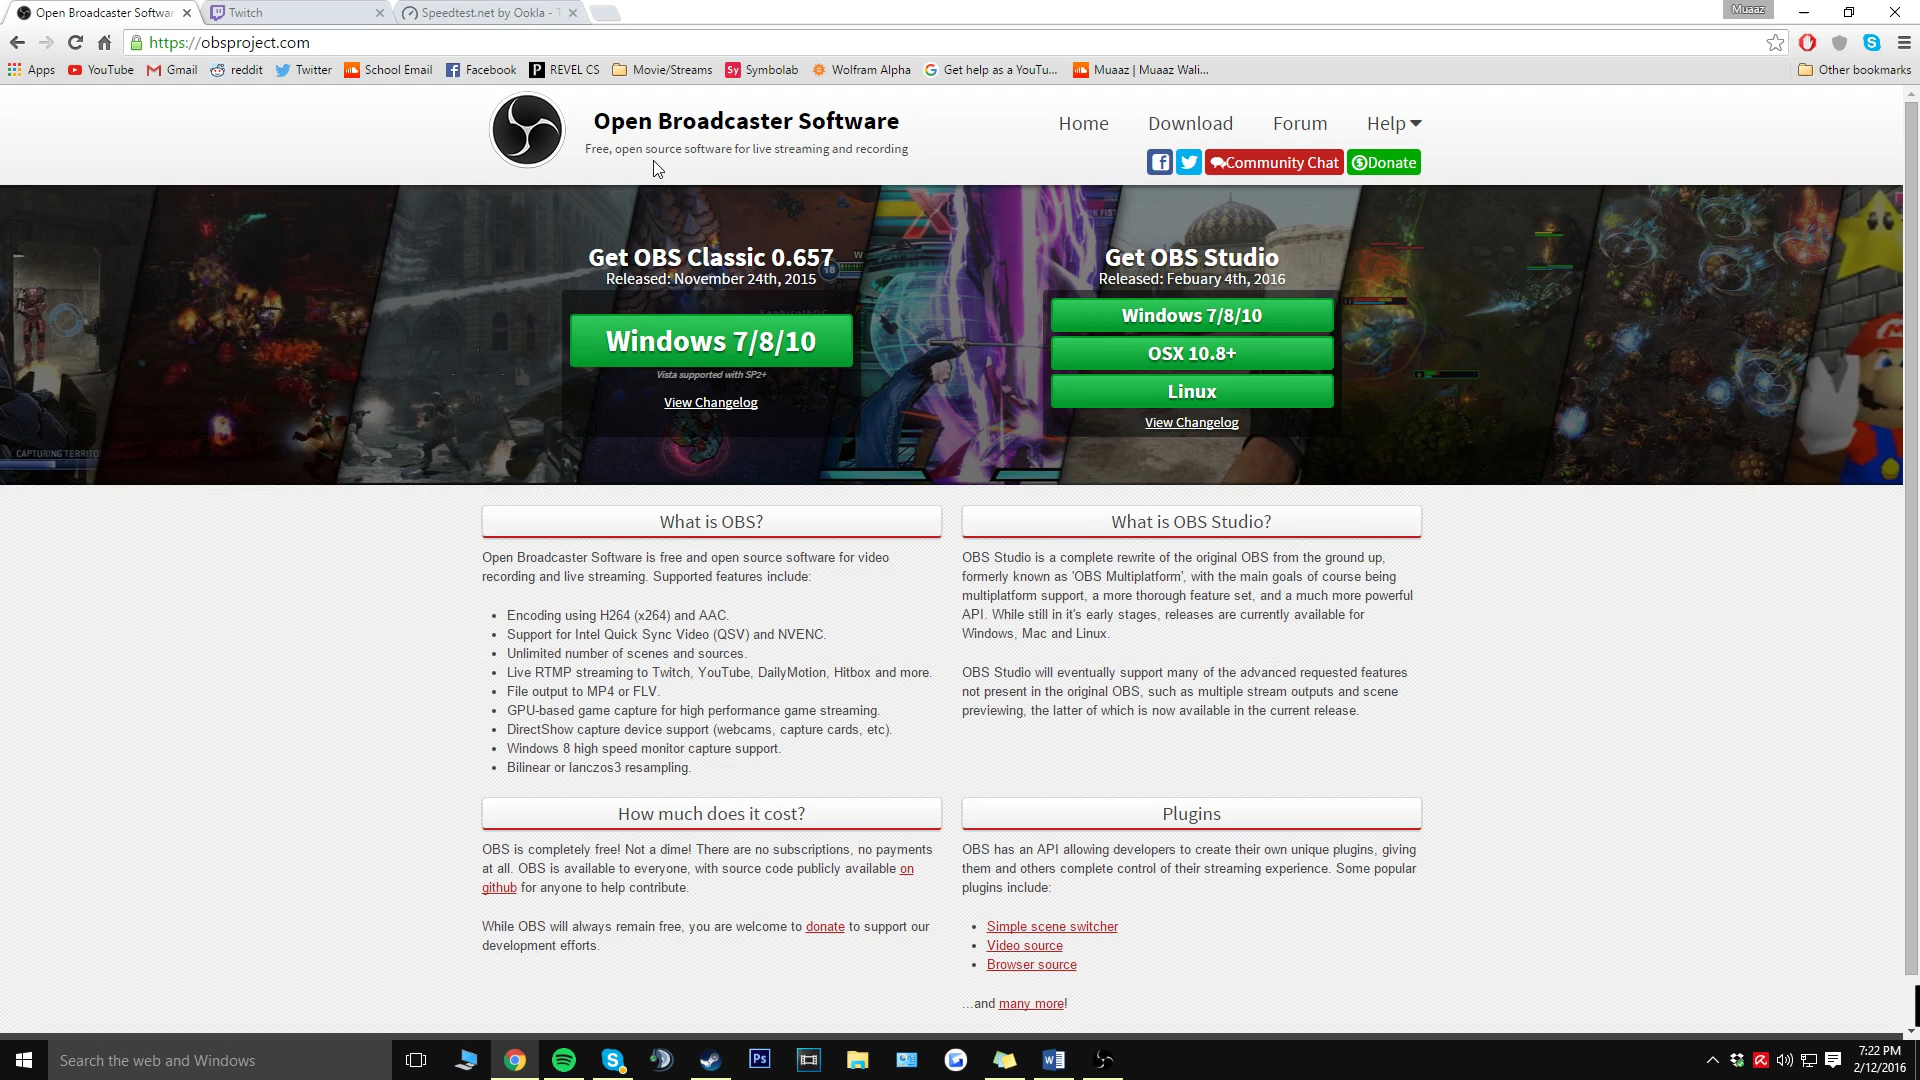 Open Broadcaster Softwar
Twitch
Speedtest.net by Ookla - T
Muaaz
https://obsproject.com
Apps
YouTube
Gmail
reddit
Twitter
School Email
Facebook
REVEL CS
Movie/Streams
Symbolab
Wolfram Alpha
Get help as a YouTu...
Muaaz | Muaaz Wali...
Other bookmarks
Open Broadcaster Software
Free, open source software for live streaming and recording
Home
Download
Forum
Help
Community Chat
Donate
Get OBS Classic 0.657
Released: November 24th, 2015
Windows 7/8/10
Vista supported with SP2+
View Changelog
Get OBS Studio
Released: Febuary 4th, 2016
Windows 7/8/10
OSX 10.8+
Linux
View Changelog
What is OBS?
Open Broadcaster Software is free and open source software for video
recording and live streaming. Supported features include:
• Encoding using H264 (x264) and AAC.
• Support for Intel Quick Sync Video (QSV) and NVENC.
• Unlimited number of scenes and sources.
• Live RTMP streaming to Twitch, YouTube, DailyMotion, Hitbox and more.
• File output to MP4 or FLV.
• GPU-based game capture for high performance game streaming.
• DirectShow capture device support (webcams, capture cards, etc).
• Windows 8 high speed monitor capture support.
• Bilinear or lanczos3 resampling.
What is OBS Studio?
OBS Studio is a complete rewrite of the original OBS from the ground up,
formerly known as 'OBS Multiplatform', with the main goals of course being
multiplatform support, a more thorough feature set, and a much more powerful
API. While still in it's early stages, releases are currently available for
Windows, Mac and Linux.
OBS Studio will eventually support many of the advanced requested features
not present in the original OBS, such as multiple stream outputs and scene
previewing, the latter of which is now available in the current release.
How much does it cost?
OBS is completely free! Not a dime! There are no subscriptions, no payments
at all. OBS is available to everyone, with source code publicly available on
github for anyone to help contribute.
While OBS will always remain free, you are welcome to donate to support our
development efforts.
Plugins
OBS has an API allowing developers to create their own unique plugins, giving
them and others complete control of their streaming experience. Some popular
plugins include:
• Simple scene switcher
• Video source
• Browser source
...and many more!
Search the web and Windows
7:22 PM
2/12/2016